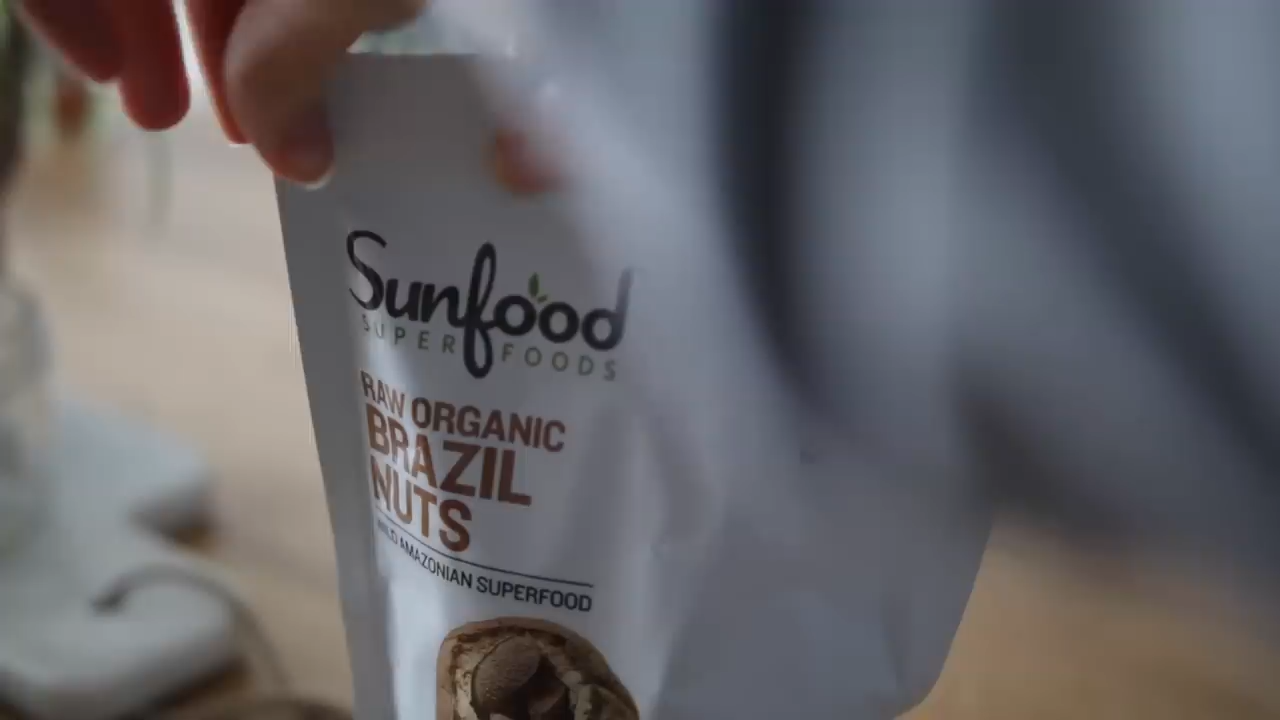 Sunfood
SUPERFOODS
RAW ORGANIC
BRAZIL
NUTS
WILD AMAZONIAN SUPERFOOD